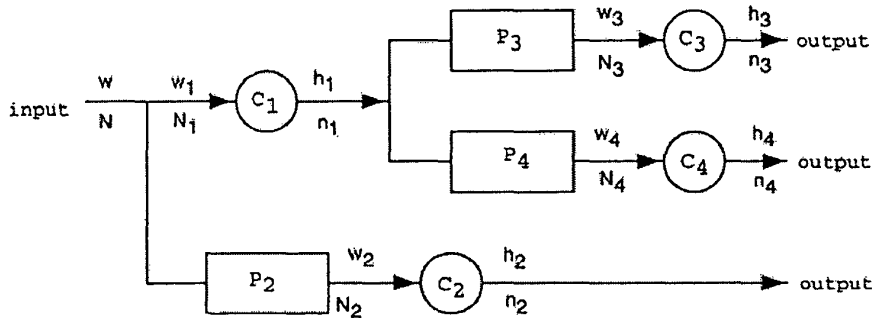 w₃ h₃
P₃ C₃ output
N₃ n₃
w w₁ h₁
input C₁
N N₁ n₁
w₄ h₄
P₄ C₄ output
N₄ n₄
w₂ h₂
P₂ C₂ output
N₂ n₂